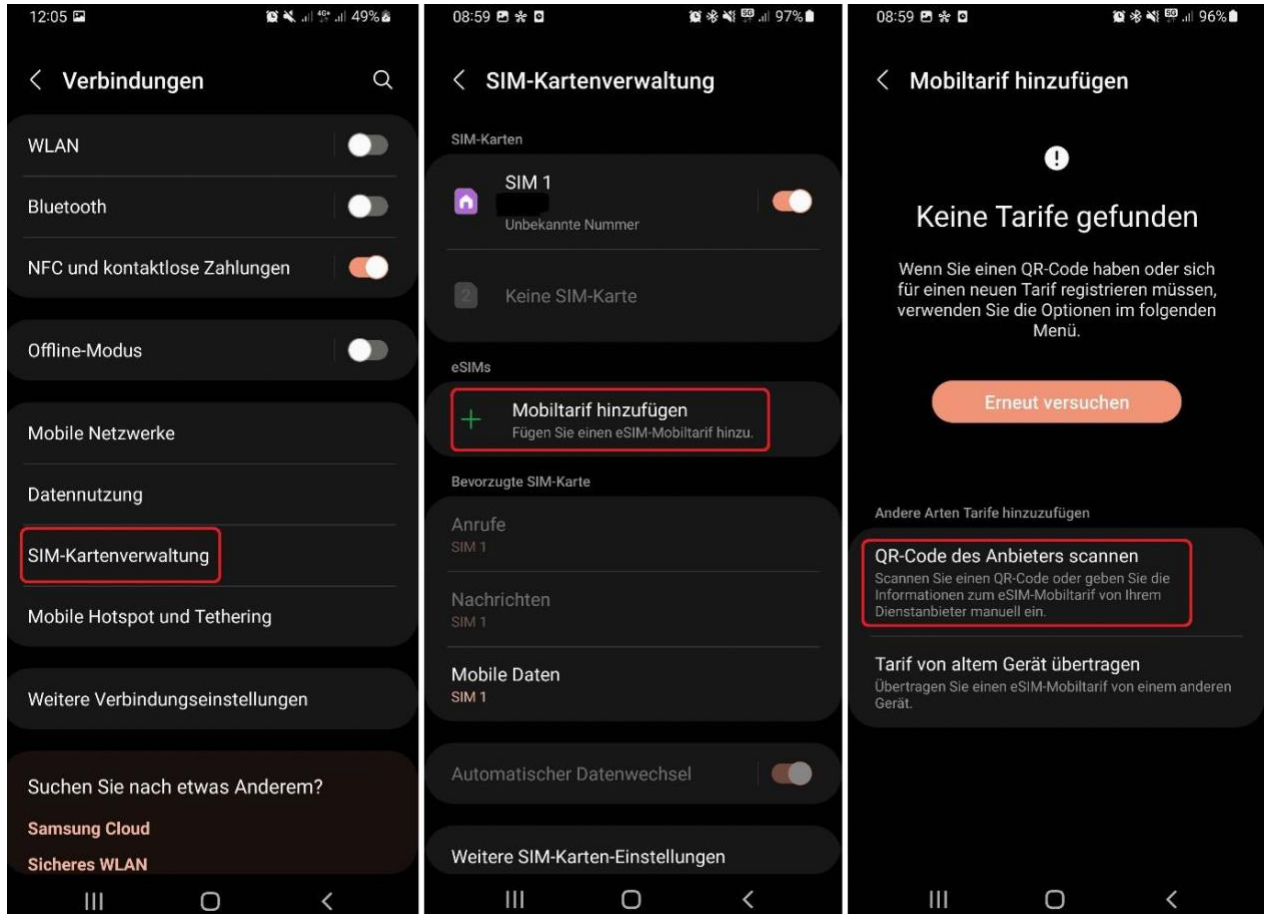 12:05
49%
Verbindungen
WLAN
Bluetooth
NFC und kontaktlose Zahlungen
Offline-Modus
Mobile Netzwerke
Datennutzung
SIM-Kartenverwaltung
Mobile Hotspot und Tethering
Weitere Verbindungseinstellungen
Suchen Sie nach etwas Anderem?
Samsung Cloud
Sicheres WLAN
08:59
97%
SIM-Kartenverwaltung
SIM-Karten
SIM 1
Unbekannte Nummer
2
Keine SIM-Karte
eSIMs
Mobiltarif hinzufügen
Fügen Sie einen eSIM-Mobiltarif hinzu.
Bevorzugte SIM-Karte
Anrufe
SIM 1
Nachrichten
SIM 1
Mobile Daten
SIM 1
Automatischer Datenwechsel
Weitere SIM-Karten-Einstellungen
08:59
5G
96%
Mobiltarif hinzufügen
Keine Tarife gefunden
Wenn Sie einen QR-Code haben oder sich
für einen neuen Tarif registrieren müssen,
verwenden Sie die Optionen im folgenden
Menü.
Erneut versuchen
Andere Arten Tarife hinzuzufügen
QR-Code des Anbieters scannen
Scannen Sie einen QR-Code oder geben Sie die
Informationen zum eSIM-Mobiltarif von Ihrem
Dienstanbieter manuell ein.
Tarif von altem Gerät übertragen
Übertragen Sie einen eSIM-Mobiltarif von einem anderen
Gerät.